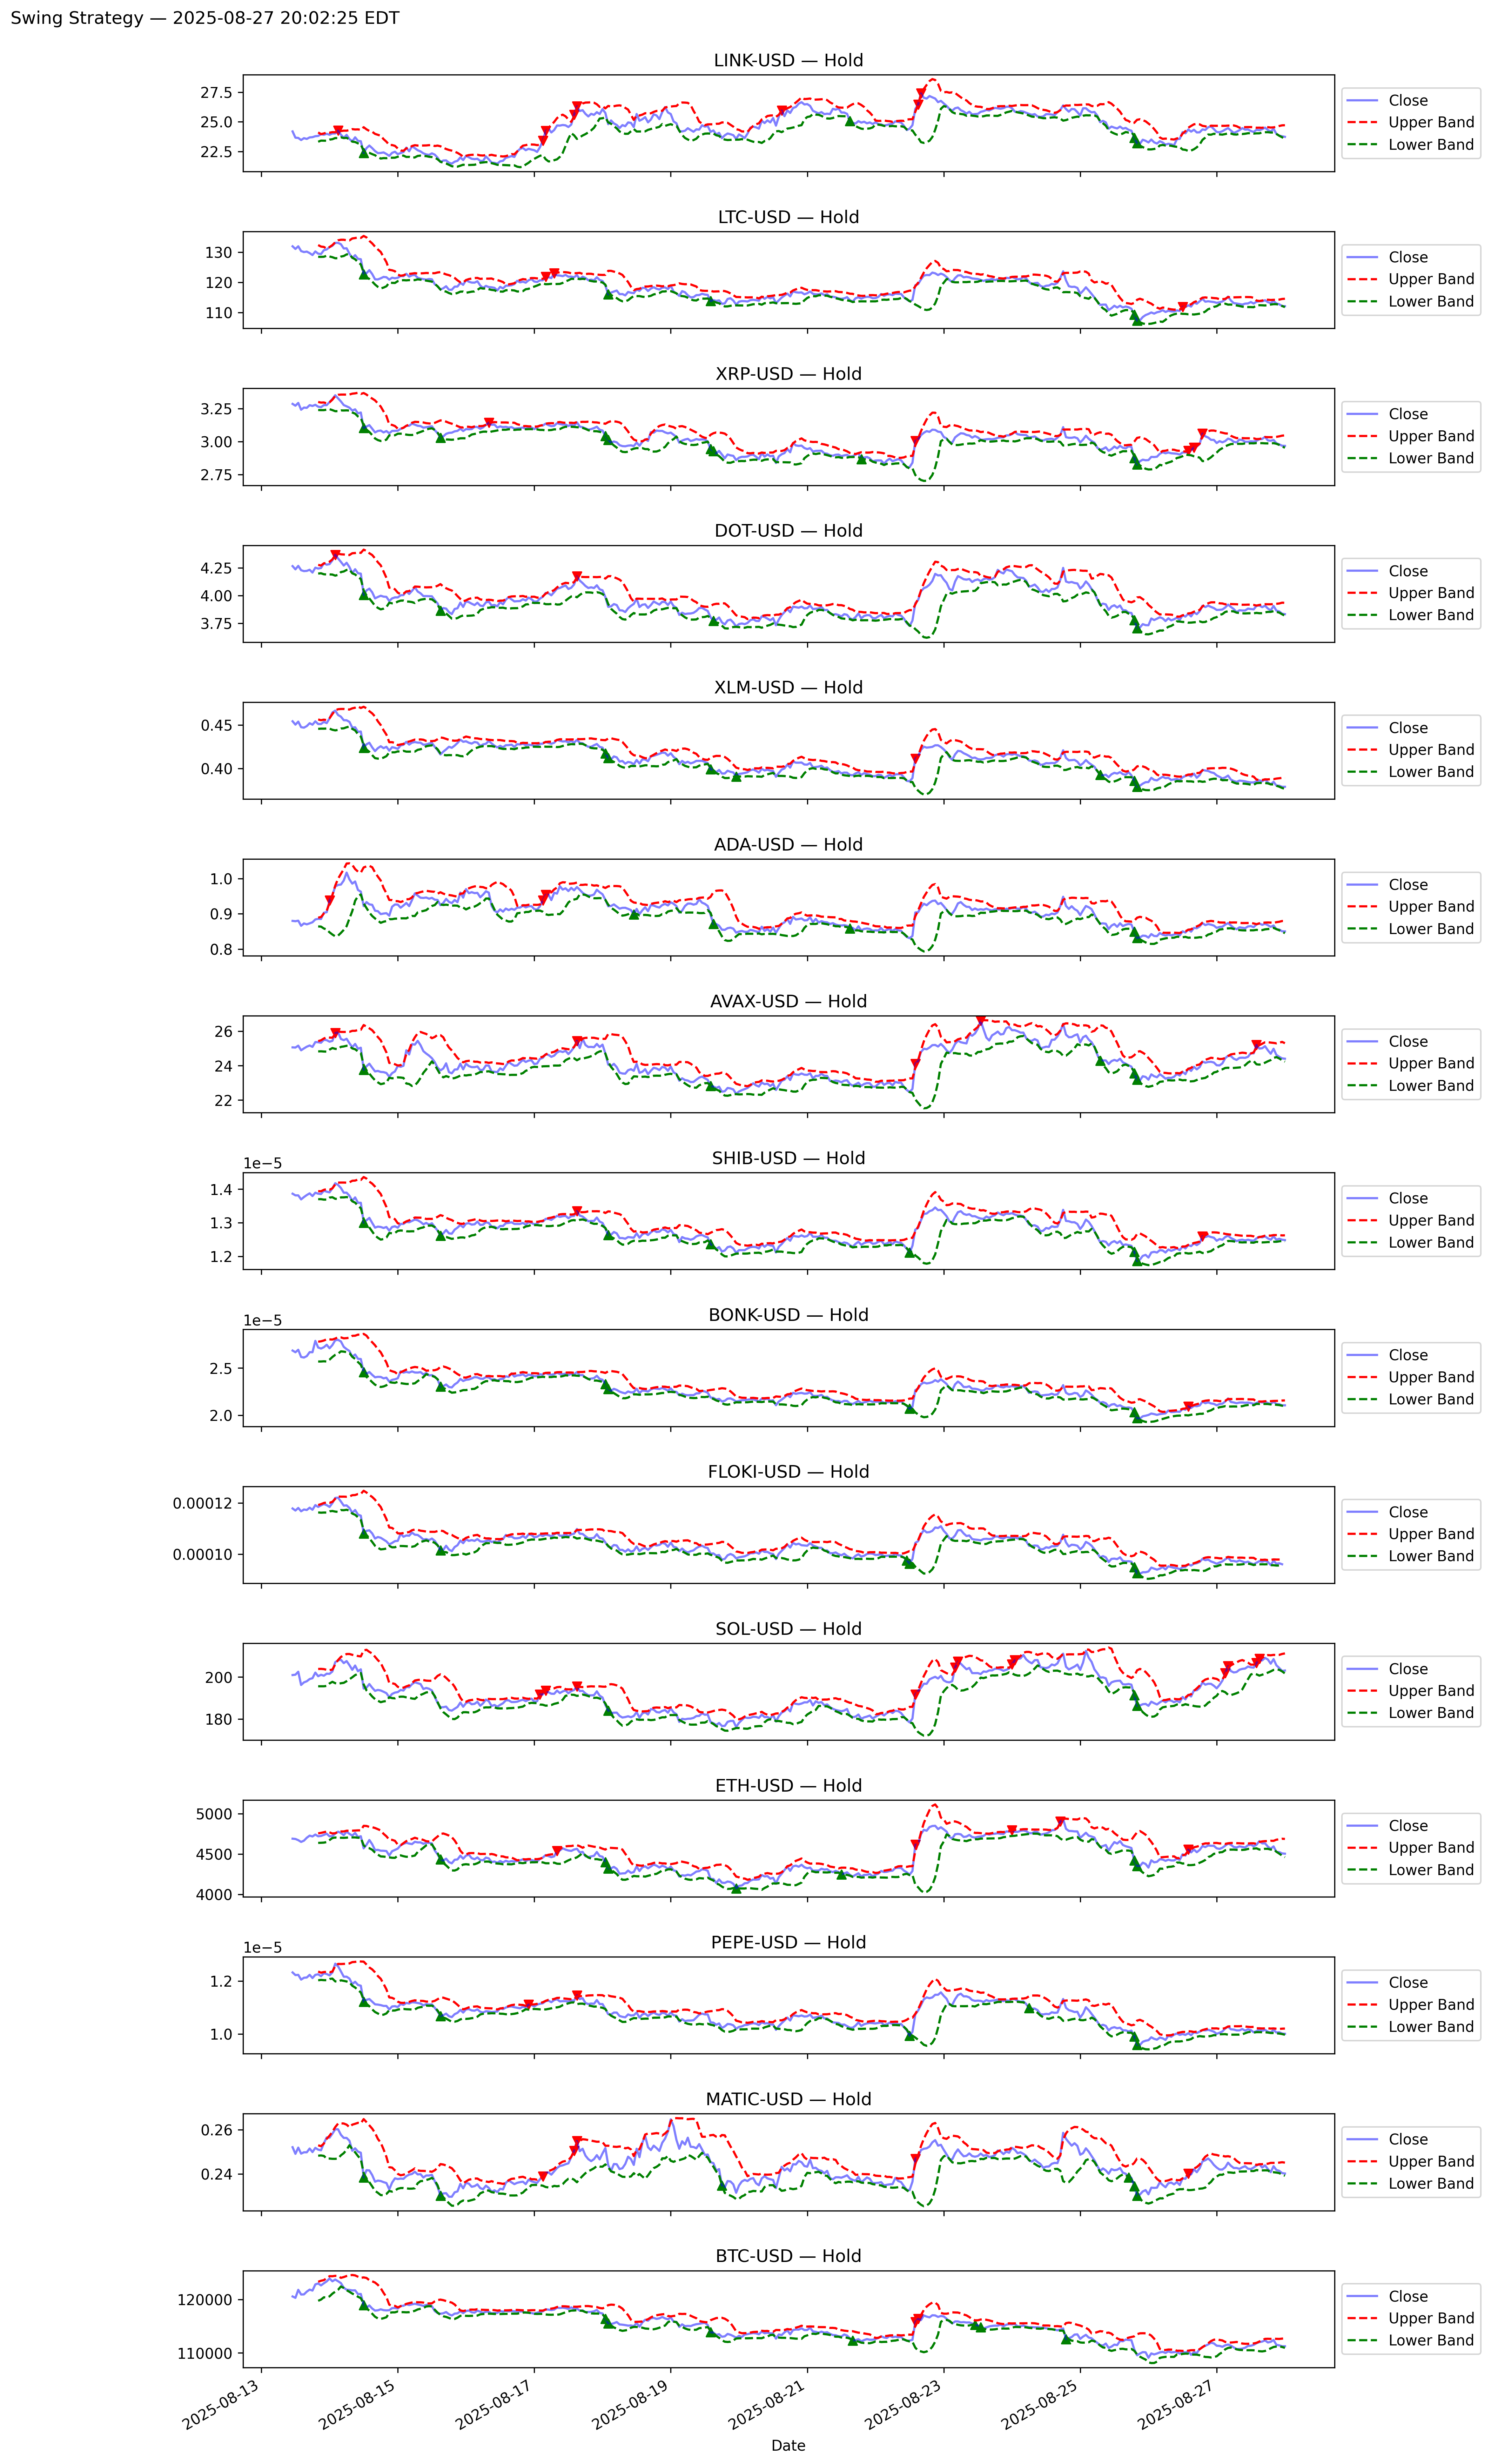 Swing Strategy — 2025-08-27 20:02:25 EDT
LINK-USD — Hold
27.5
25.0
22.5
Close
Upper Band
Lower Band
LTC-USD — Hold
130
120
110
Close
Upper Band
Lower Band
XRP-USD — Hold
3.25
3.00
2.75
Close
Upper Band
Lower Band
DOT-USD — Hold
4.25
4.00
3.75
Close
Upper Band
Lower Band
XLM-USD — Hold
0.45
0.40
Close
Upper Band
Lower Band
ADA-USD — Hold
1.0
0.9
0.8
Close
Upper Band
Lower Band
AVAX-USD — Hold
26
24
22
Close
Upper Band
Lower Band
SHIB-USD — Hold
1e−5
1.4
1.3
1.2
Close
Upper Band
Lower Band
BONK-USD — Hold
1e−5
2.5
2.0
Close
Upper Band
Lower Band
FLOKI-USD — Hold
0.00012
0.00010
Close
Upper Band
Lower Band
SOL-USD — Hold
200
180
Close
Upper Band
Lower Band
ETH-USD — Hold
5000
4500
4000
Close
Upper Band
Lower Band
PEPE-USD — Hold
1e−5
1.2
1.0
Close
Upper Band
Lower Band
MATIC-USD — Hold
0.26
0.24
Close
Upper Band
Lower Band
BTC-USD — Hold
120000
110000
Close
Upper Band
Lower Band
2025-08-13
2025-08-15
2025-08-17
2025-08-19
2025-08-21
2025-08-23
2025-08-25
2025-08-27
Date